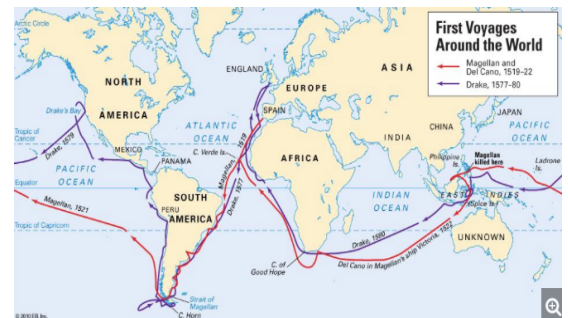 First Voyages
Around the World
Magellan and
Del Cano, 1519–22
Drake, 1577-80
Arctic Circle
NORTH
AMERICA
ENGLAND
EUROPE
SPAIN
ASIA
JAPAN
CHINA
PACIFIC
OCEAN
Drake's Bay
Tropic of
Cancer
Drake, 1579
MEXICO
ATLANTIC
OCEAN
C. Verde Is.
Magellan, 1519
Drake, 1577
AFRICA
INDIA
Philippine
Is.
Magellan
killed here
Ladrone
Is.
PANAMA
PACIFIC
OCEAN
Equator
SOUTH
AMERICA
PERU
INDIAN
OCEAN
EAST INDIES
Spice Is.
Magellan, 1521
Tropic of Capricorn
Drake, 1580
Del Cano in Magellan's ship Victoria, 1522
UNKNOWN
C. of
Good Hope
Strait of
Magellan
C. Horn
© 2010 EB, Inc.